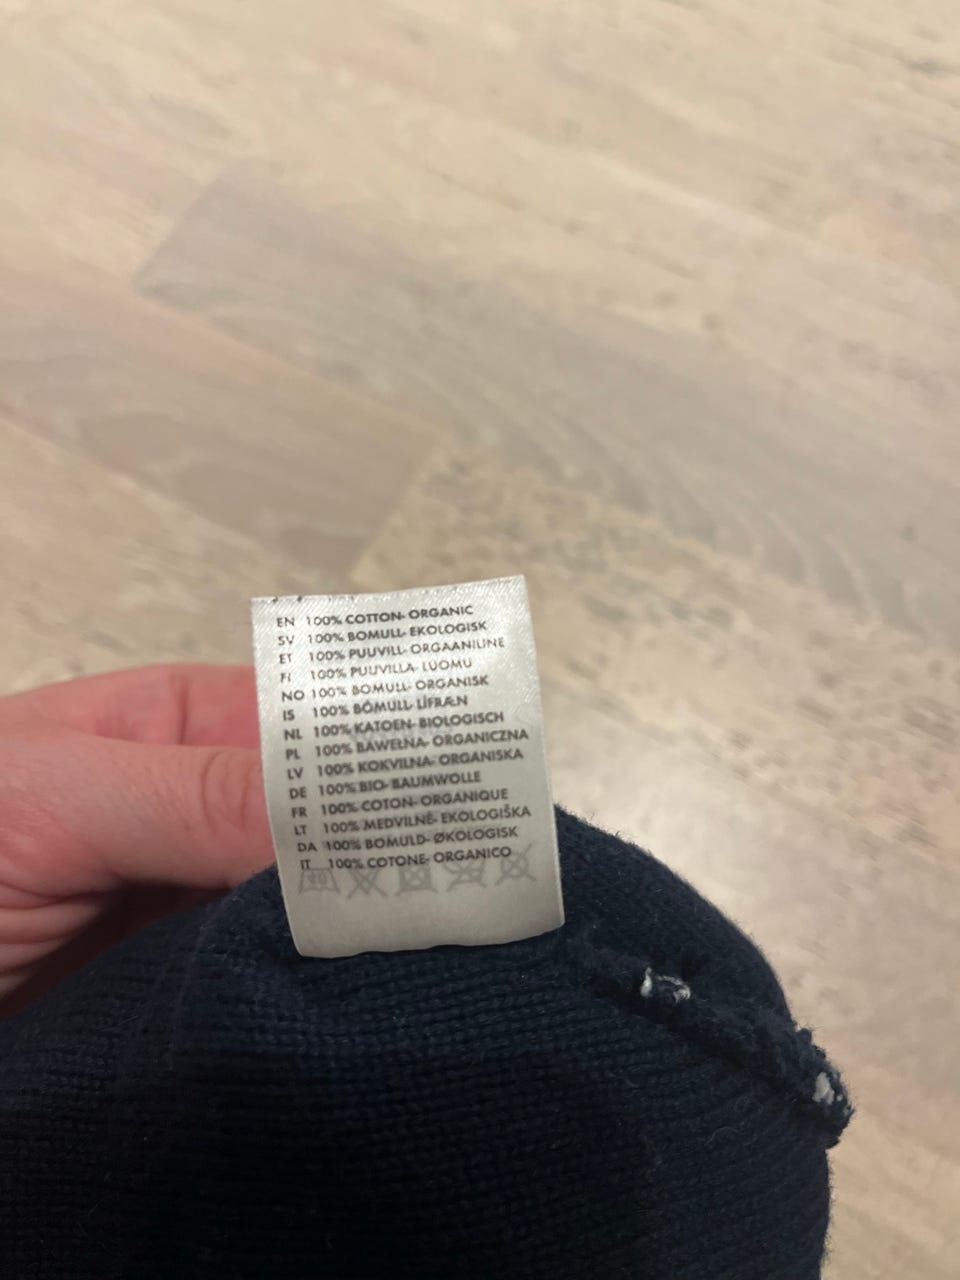 EN 100% COTTON- ORGANIC
SV 100% BOMULL- EKOLOGISK
ET 100% PUUVILL- ORGAANILINE
FI 100% PUUVILLA- LUOMU
NO 100% BOMULL- ORGANISK
IS 100% BÓMULL- LÍFRÆN
NL 100% KATOEN- BIOLOGISCH
PL 100% BAWEŁNA- ORGANICZNA
LV 100% KOKVILNA- ORGANISKA
DE 100% BIO- BAUMWOLLE
FR 100% COTON- ORGANIQUE
LT 100% MEDVILNĖ- EKOLOGIŠKA
DA 100% BOMULD- ØKOLOGISK
IT 100% COTONE- ORGANICO
40